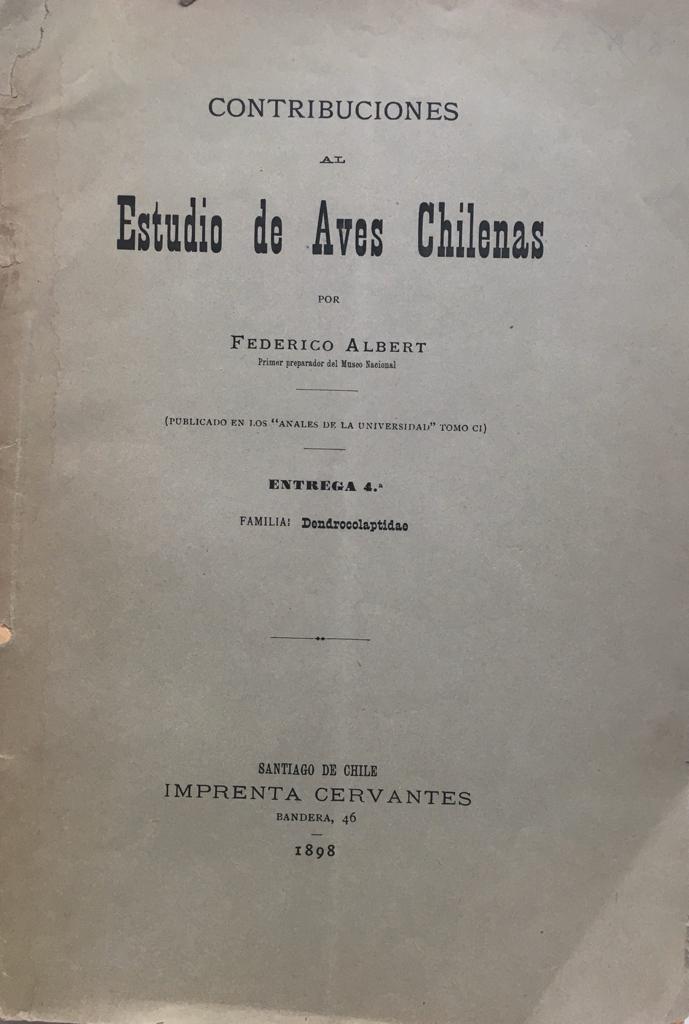 CONTRIBUCIONES
AL
Estudio de Aves Chilenas
POR
FEDERICO ALBERT
Primer preparador del Museo Nacional
(PUBLICADO EN LOS "ANALES DE LA UNIVERSIDAD" TOMO CI)
ENTREGA 4.ª
FAMILIA: Dendrocolaptidae
SANTIAGO DE CHILE
IMPRENTA CERVANTES
BANDERA, 46
1898